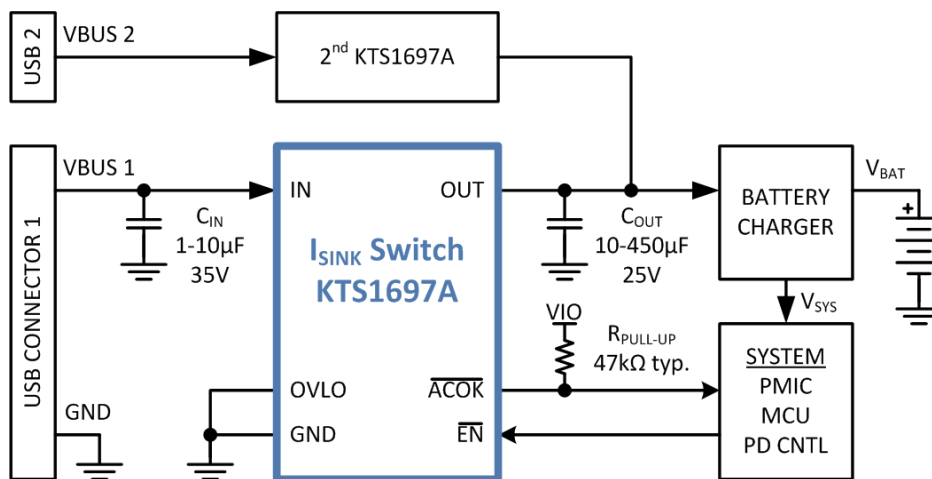 USB 2
VBUS 2
2nd KTS1697A
USB CONNECTOR 1
VBUS 1
CIN
1-10µF
35V
GND
IN
OUT
ISINK Switch
KTS1697A
OVLO
ACOK
GND
EN
COUT
10-450µF
25V
VIO
RPULL-UP
47kΩ typ.
BATTERY
CHARGER
VBAT
+
VSYS
SYSTEM
PMIC
MCU
PD CNTL